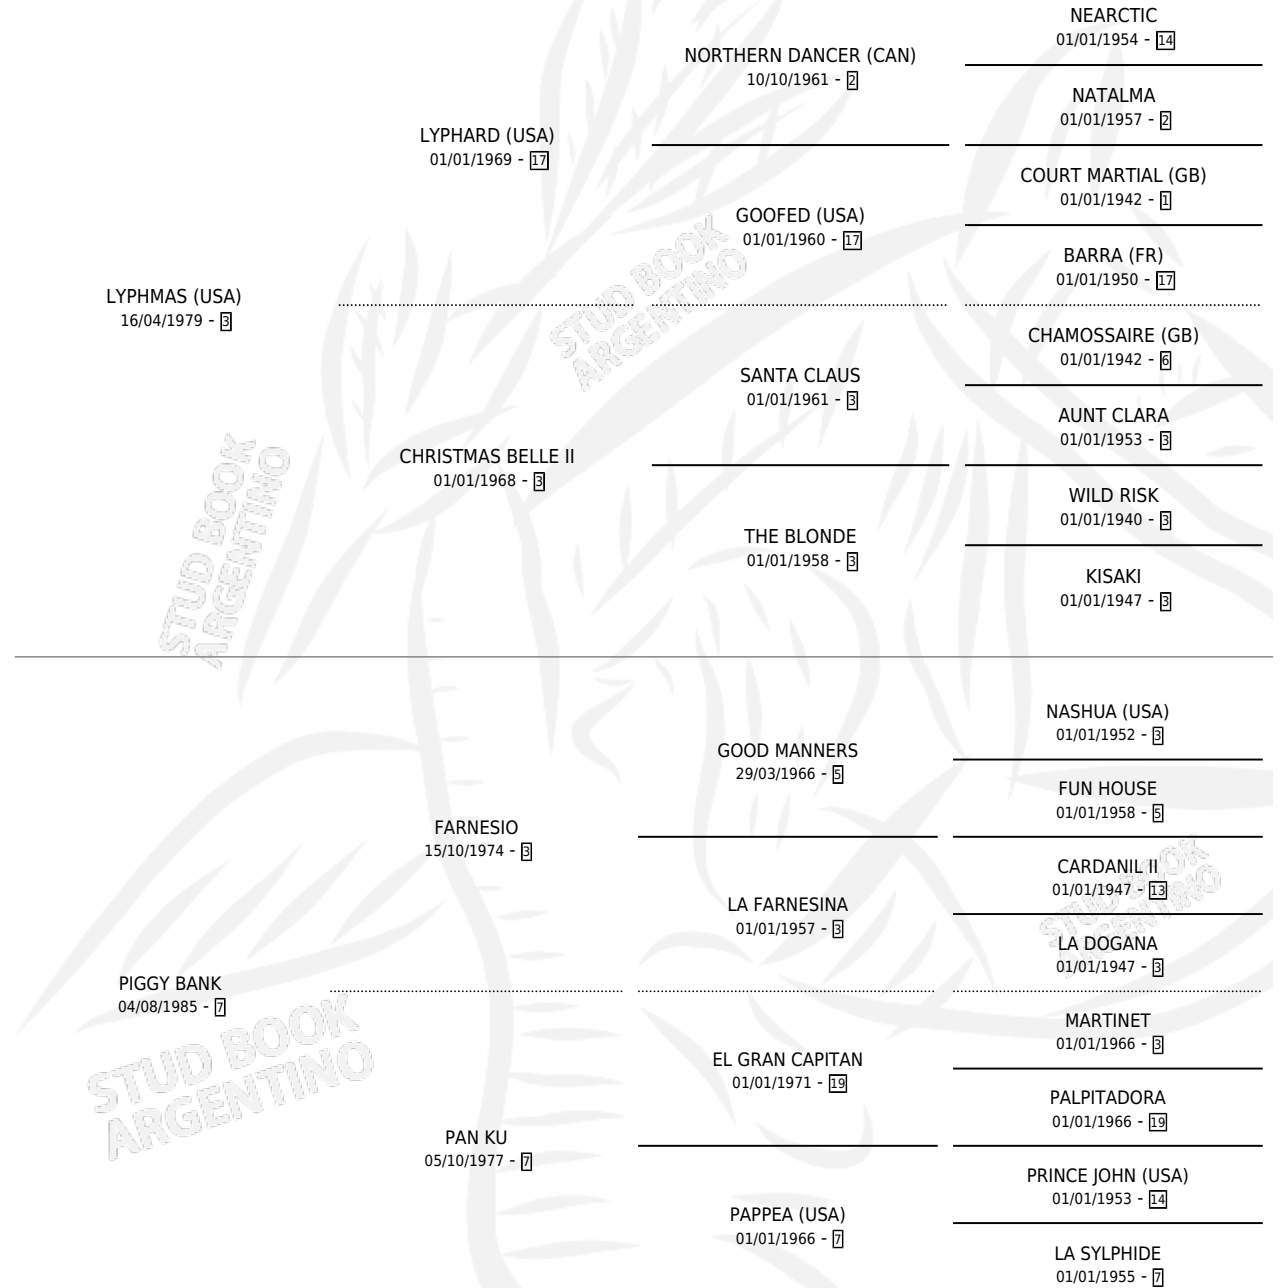 NEARCTIC
01/01/1954 - 14
NORTHERN DANCER (CAN)
10/10/1961 - 2
NATALMA
01/01/1957 - 2
LYPHARD (USA)
01/01/1969 - 17
COURT MARTIAL (GB)
01/01/1942 - 1
GOOFED (USA)
01/01/1960 - 17
BARRA (FR)
01/01/1950 - 17
LYPHMAS (USA)
16/04/1979 - 3
STUD BOOK
ARGENTINO
CHAMOSSAIRE (GB)
01/01/1942 - 6
SANTA CLAUS
01/01/1961 - 3
AUNT CLARA
01/01/1953 - 3
CHRISTMAS BELLE II
01/01/1968 - 3
WILD RISK
01/01/1940 - 3
THE BLONDE
01/01/1958 - 3
KISAKI
01/01/1947 - 3
STUD BOOK
ARGENTINO
NASHUA (USA)
01/01/1952 - 3
GOOD MANNERS
29/03/1966 - 5
FUN HOUSE
01/01/1958 - 5
FARNESIO
15/10/1974 - 3
CARDANIL II
01/01/1947 - 13
LA FARNESINA
01/01/1957 - 3
LA DOGANA
01/01/1947 - 3
STUD BOOK
ARGENTINO
PIGGY BANK
04/08/1985 - 7
MARTINET
01/01/1966 - 3
EL GRAN CAPITAN
01/01/1971 - 19
PALPITADORA
01/01/1966 - 19
STUD BOOK
ARGENTINO
PAN KU
05/10/1977 - 7
PRINCE JOHN (USA)
01/01/1953 - 14
PAPPEA (USA)
01/01/1966 - 7
LA SYLPHIDE
01/01/1955 - 7